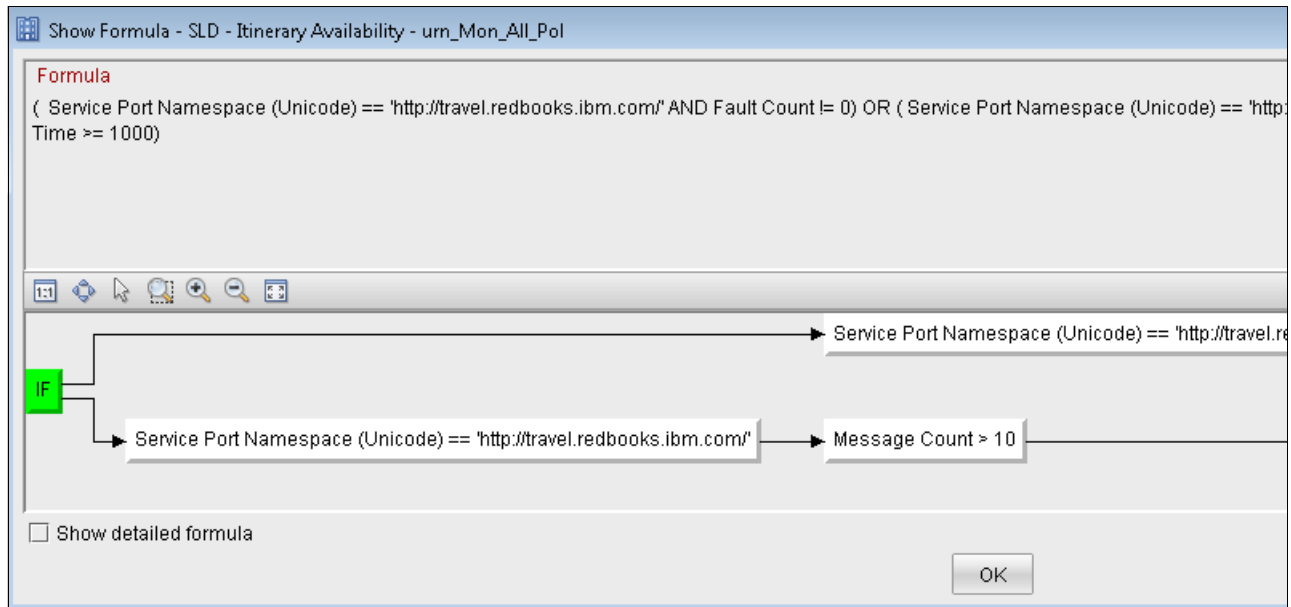 Show Formula - SLD - Itinerary Availability - urn_Mon_All_Pol
Formula
( Service Port Namespace (Unicode) == 'http://travel.redbooks.ibm.com/' AND Fault Count != 0) OR ( Service Port Namespace (Unicode) == 'http:
Time >= 1000)
1:1
Service Port Namespace (Unicode) == 'http://travel.re
IF
Service Port Namespace (Unicode) == 'http://travel.redbooks.ibm.com/'
Message Count > 10
Show detailed formula
OK